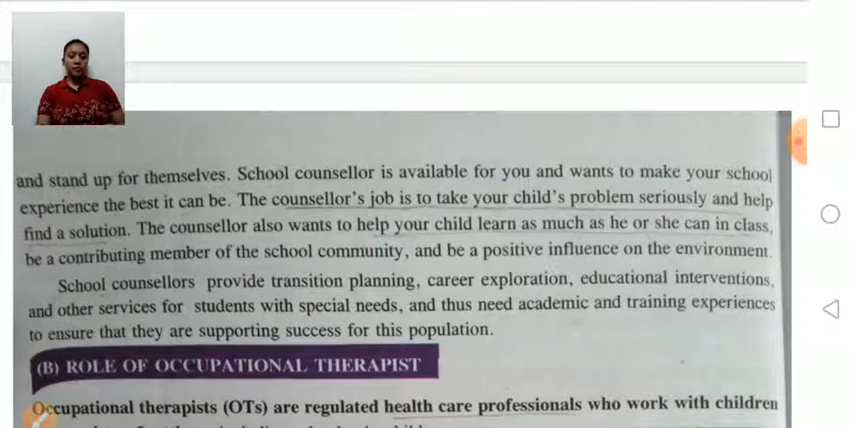 and stand up for themselves. School counsellor is available for you and wants to make your school
experience the best it can be. The counsellor's job is to take your child's problem seriously and help
find a solution. The counsellor also wants to help your child learn as much as he or she can in class,
be a contributing member of the school community, and be a positive influence on the environment.
School counsellors provide transition planning, career exploration, educational interventions,
and other services for students with special needs, and thus need academic and training experiences
to ensure that they are supporting success for this population.
(B) ROLE OF OCCUPATIONAL THERAPIST
Occupational therapists (OTs) are regulated health care professionals who work with children